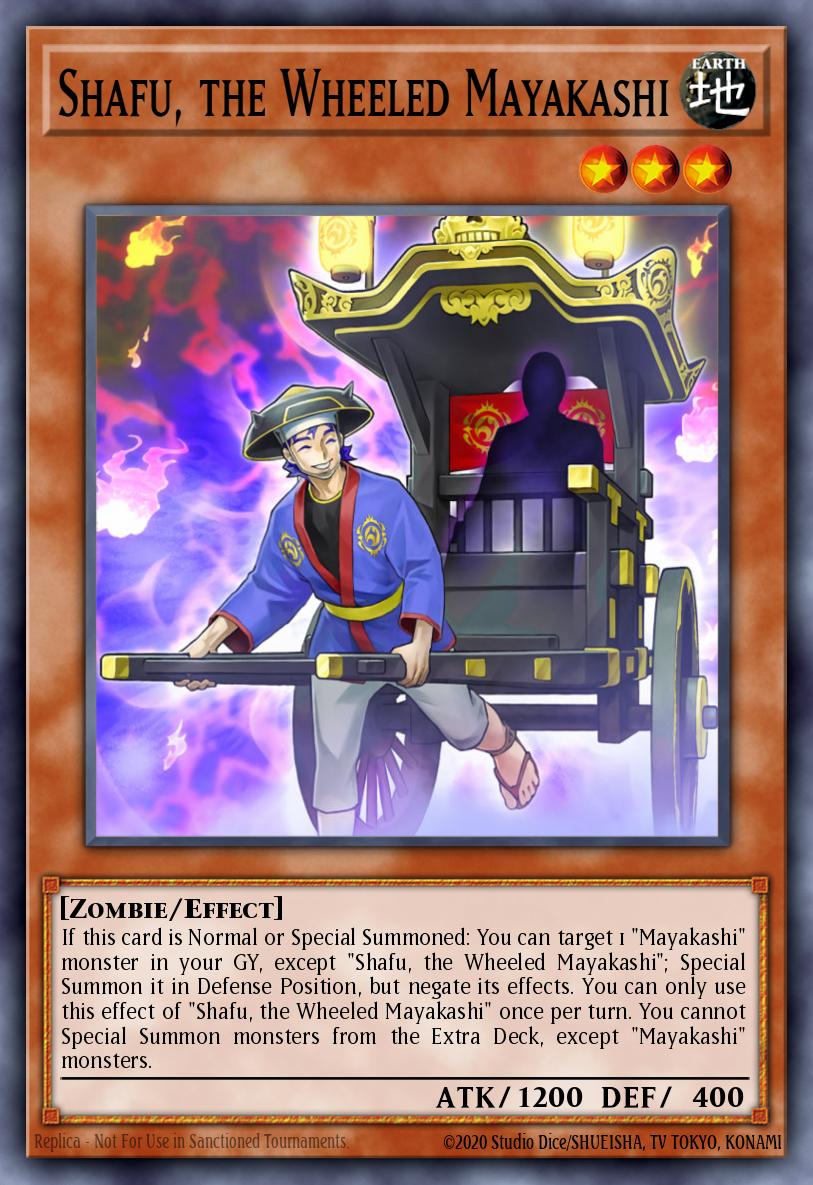 Shafu, the Wheeled Mayakashi
EARTH
地
[Zombie/Effect]
If this card is Normal or Special Summoned: You can target 1 "Mayakashi"
monster in your GY, except "Shafu, the Wheeled Mayakashi"; Special
Summon it in Defense Position, but negate its effects. You can only use
this effect of "Shafu, the Wheeled Mayakashi" once per turn. You cannot
Special Summon monsters from the Extra Deck, except "Mayakashi"
monsters.
ATK/1200 DEF/ 400
Replica - Not For Use in Sanctioned Tournaments.
©2020 Studio Dice/SHUEISHA, TV TOKYO, KONAMI